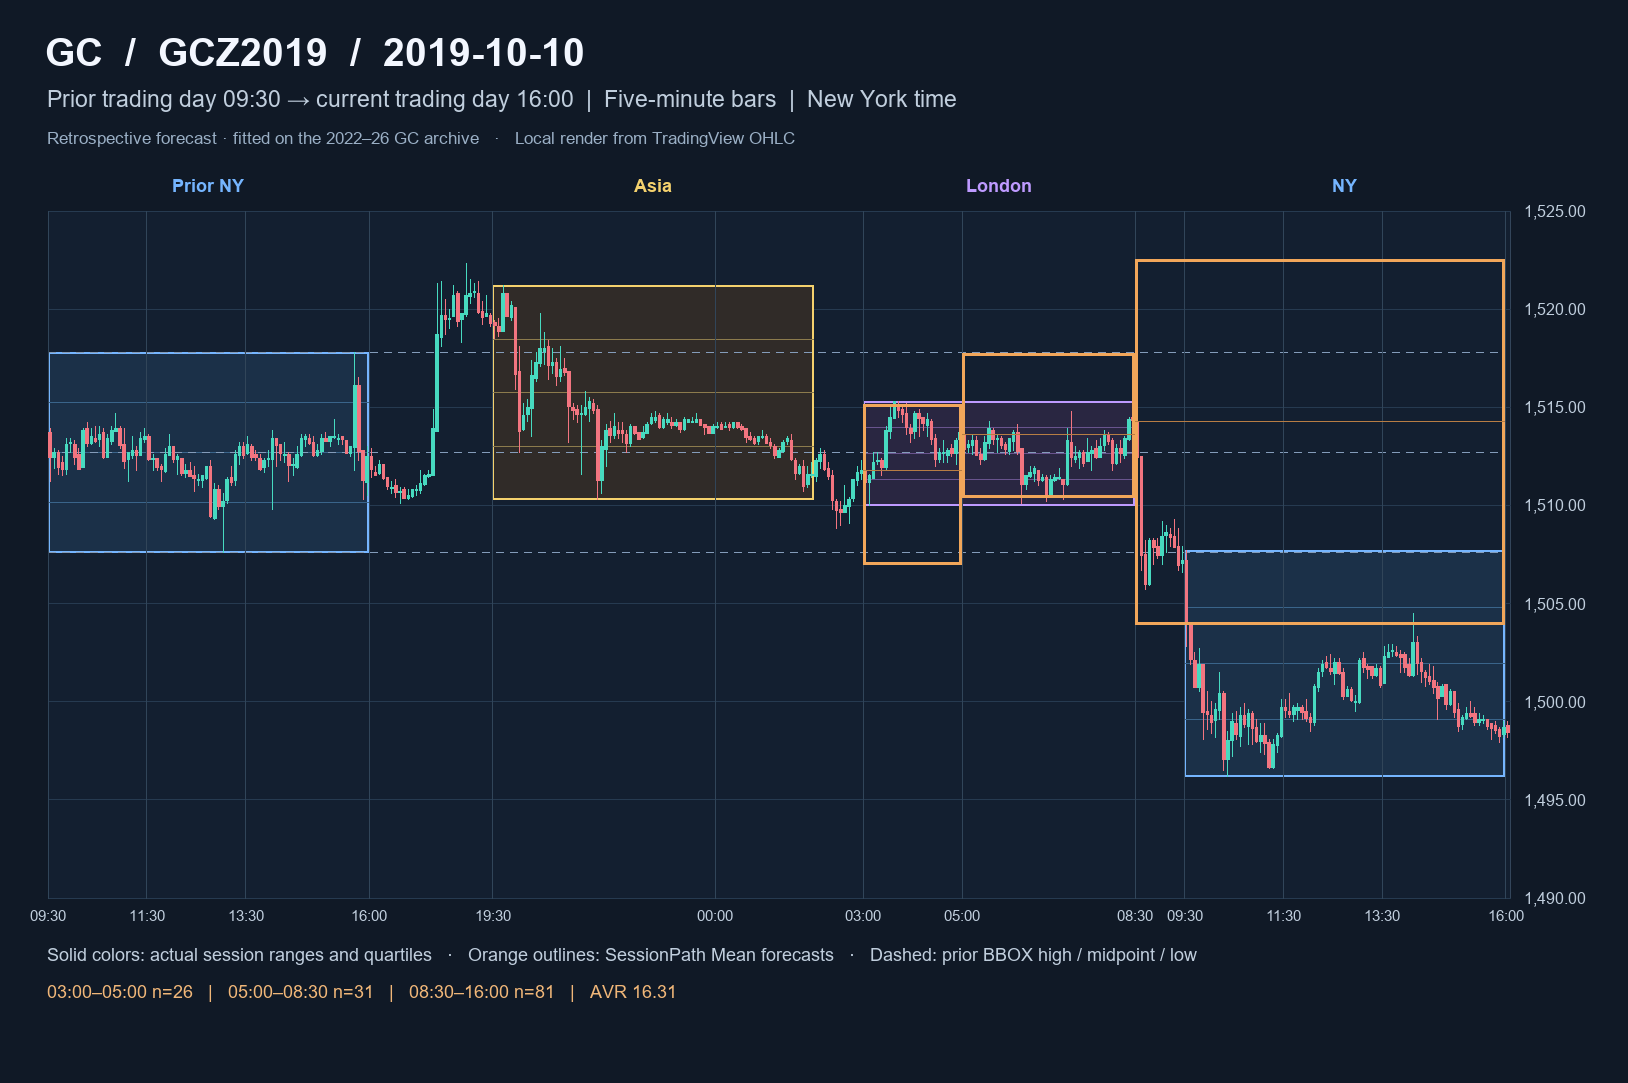 GC / GCZ2019 / 2019-10-10
Prior trading day 09:30 → current trading day 16:00 | Five-minute bars | New York time
Retrospective forecast · fitted on the 2022–26 GC archive · Local render from TradingView OHLC
Prior NY Asia London NY
1,525.00
1,520.00
1,515.00
1,510.00
1,505.00
1,500.00
1,495.00
1,490.00
09:30 11:30 13:30 16:00 19:30 00:00 03:00 05:00 08:30 09:30 11:30 13:30 16:00
Solid colors: actual session ranges and quartiles · Orange outlines: SessionPath Mean forecasts · Dashed: prior BBOX high / midpoint / low
03:00–05:00 n=26 | 05:00–08:30 n=31 | 08:30–16:00 n=81 | AVR 16.31